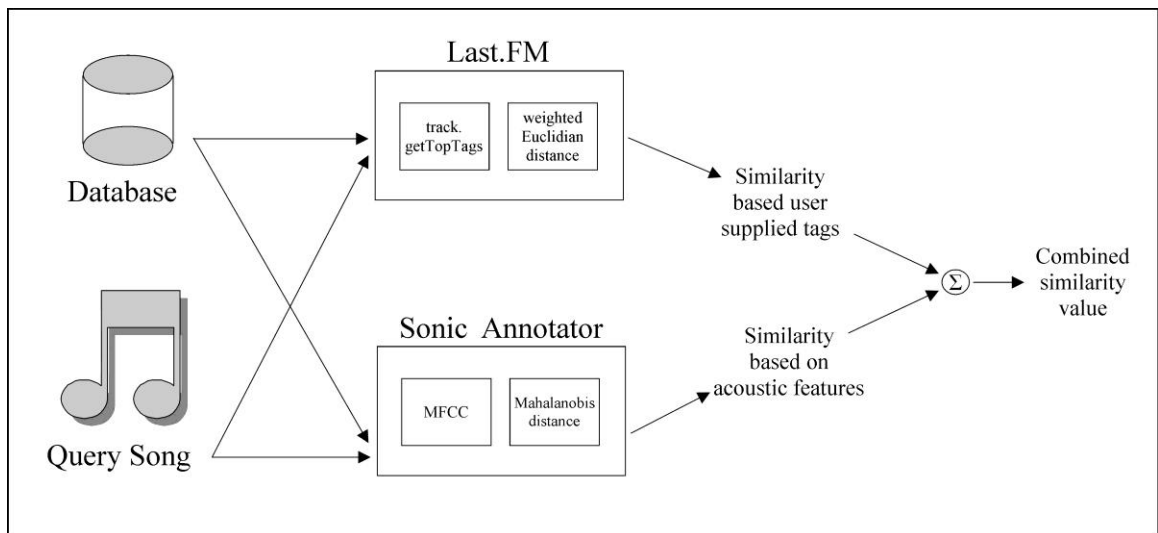 Last.FM
track.
getTopTags
weighted
Euclidian
distance
Database
Similarity
based user
supplied tags
Σ
Combined
similarity
value
Sonic Annotator
MFCC
Mahalanobis
distance
Similarity
based on
acoustic features
Query Song